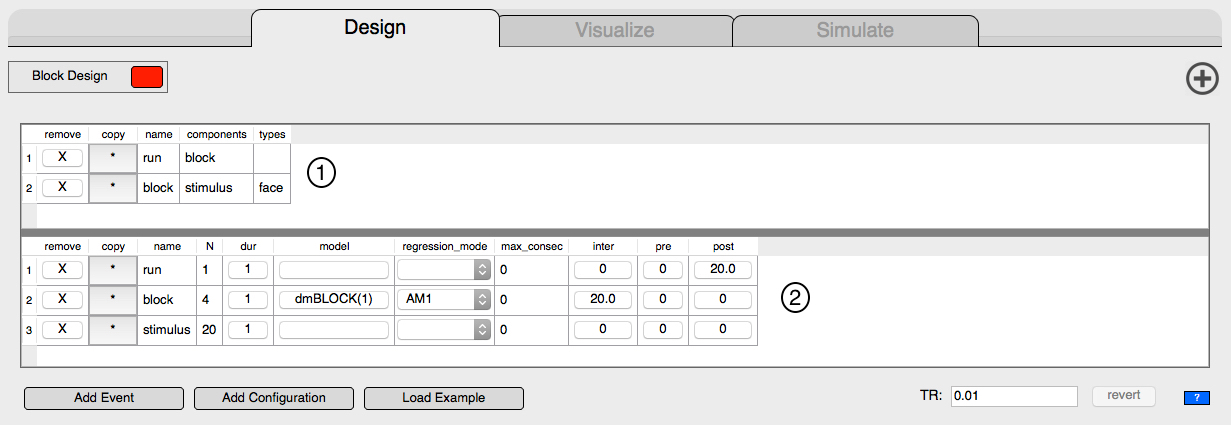 Design Visualize Simulate
Block Design
remove copy name components types
1 X * run block
2 X * block stimulus face
1
remove copy name N dur model regression_mode max_consec inter pre post
1 X * run 1 1 0 0 0 20.0
2 X * block 4 1 dmBLOCK(1) AM1 0 20.0 0 0
3 X * stimulus 20 1 0 0 0 0
2
Add Event Add Configuration Load Example TR: 0.01 revert ?